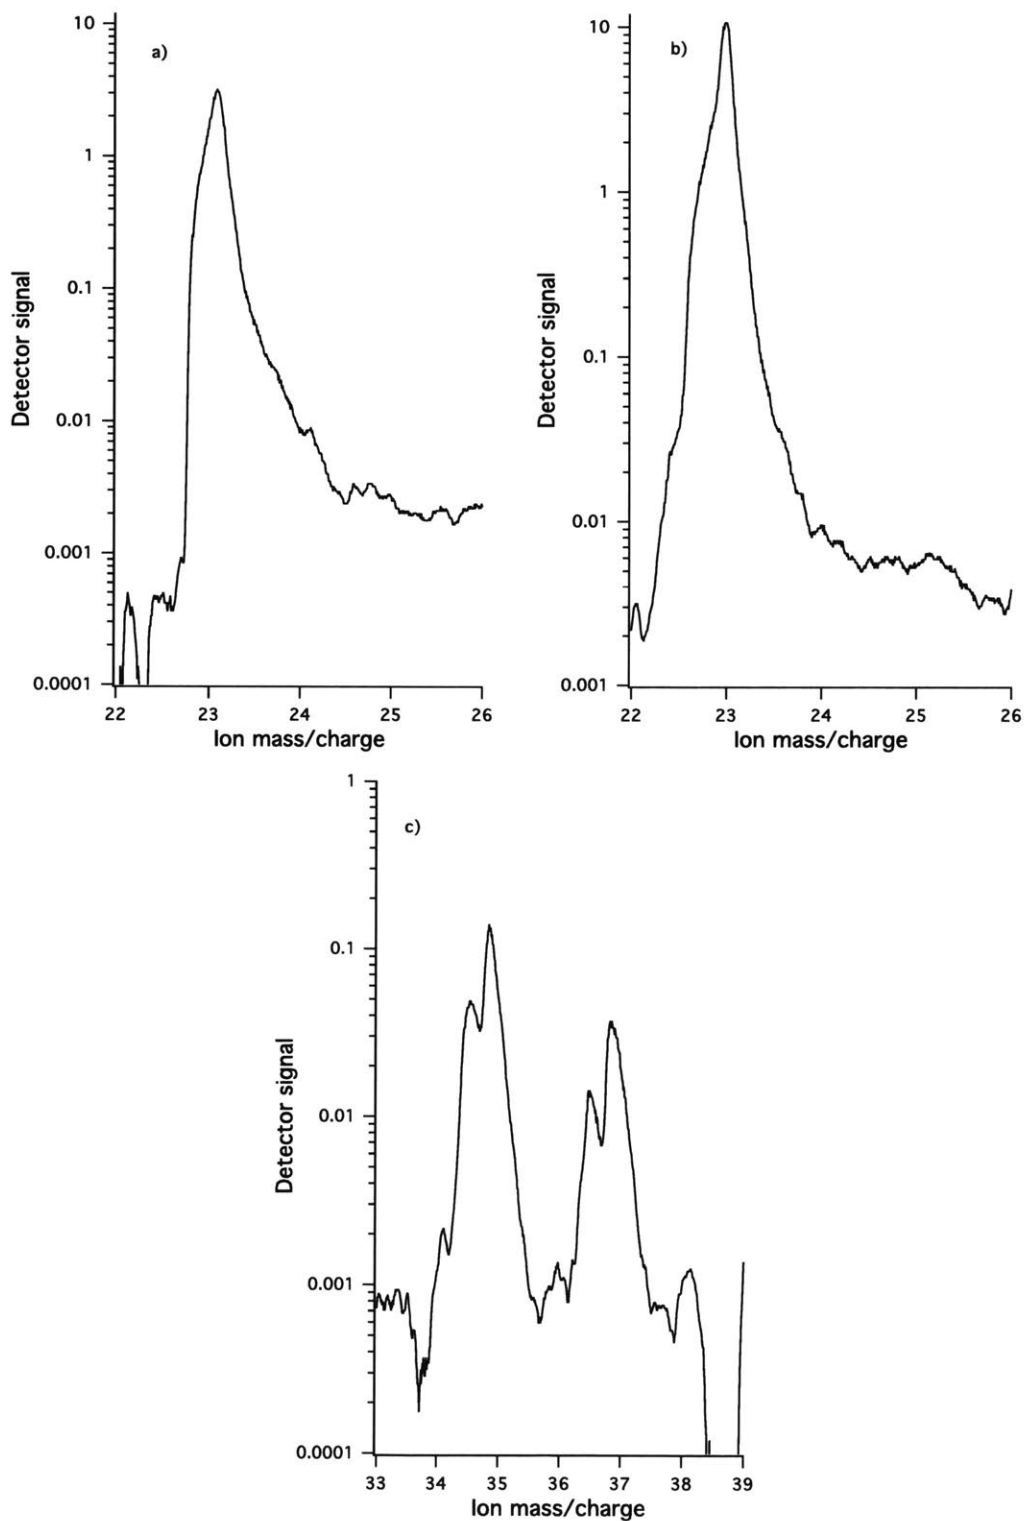 10
a)
1
0.1
0.01
0.001
0.0001
Detector signal
22 23 24 25 26
Ion mass/charge
10
b)
1
0.1
0.01
0.001
Detector signal
22 23 24 25 26
Ion mass/charge
1
c)
0.1
0.01
0.001
0.0001
Detector signal
33 34 35 36 37 38 39
Ion mass/charge